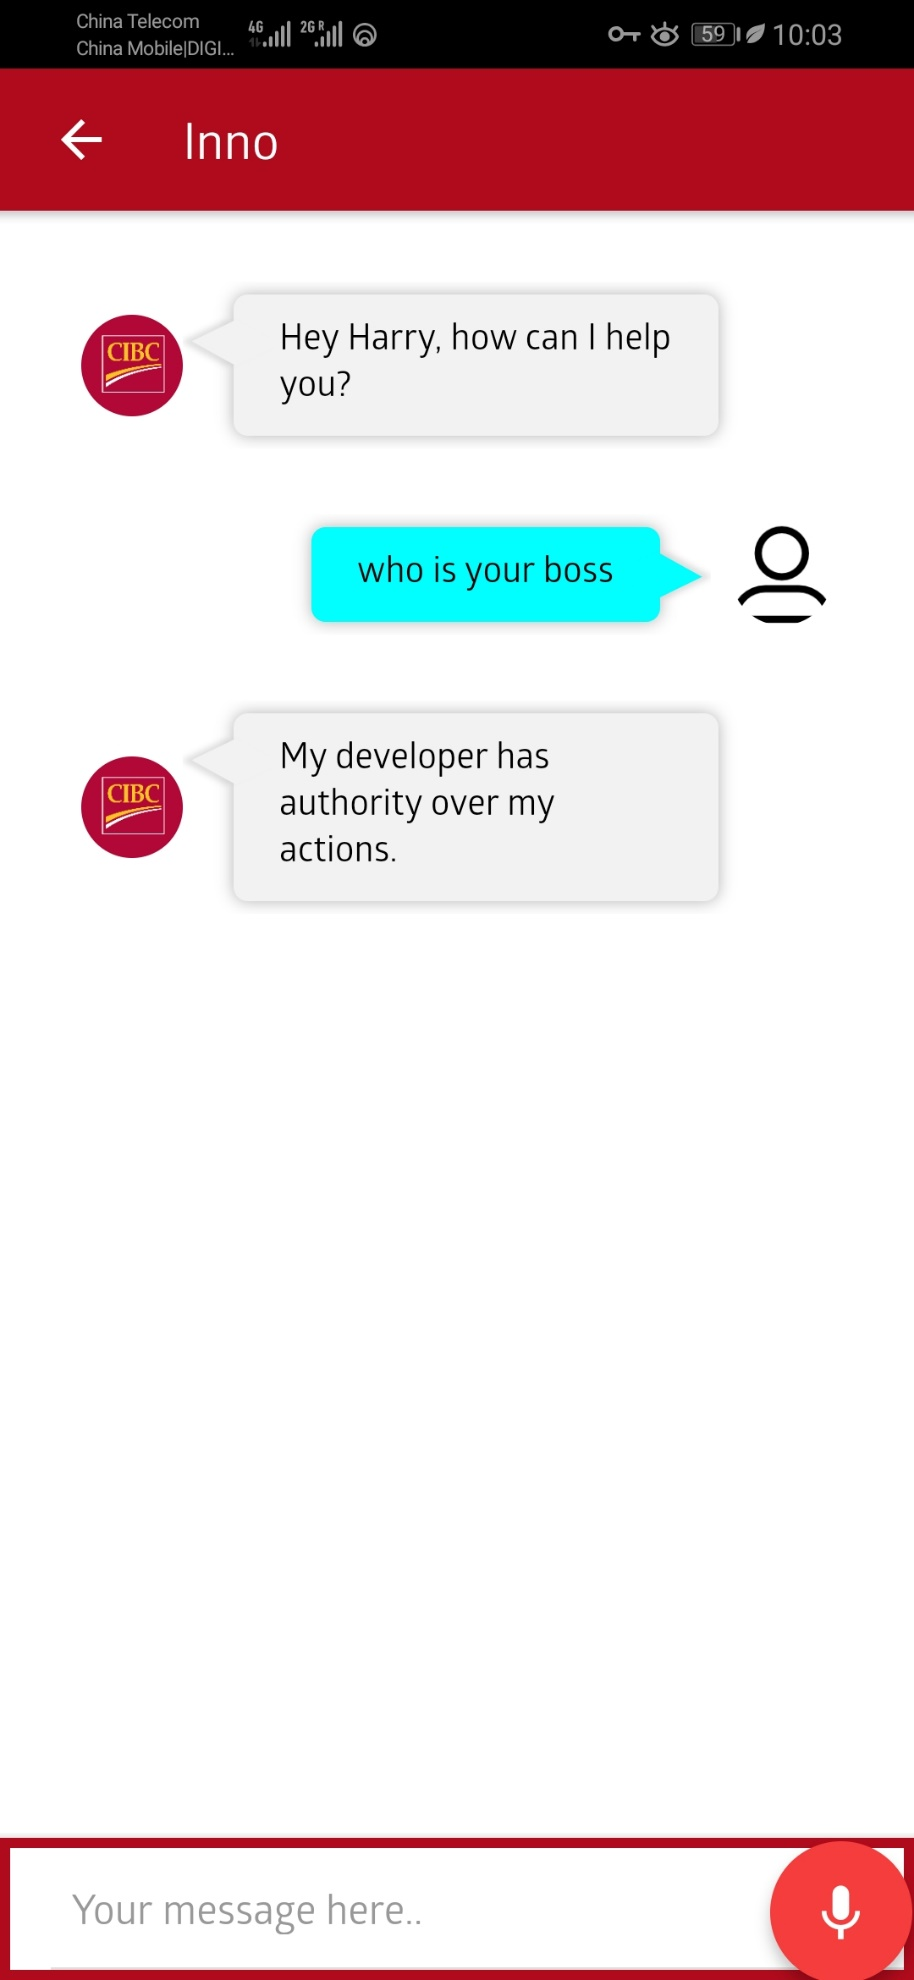 China Telecom
China Mobile|DIGI...
4G
2G R
59
10:03
Inno
CIBC
Hey Harry, how can I help
you?
who is your boss
CIBC
My developer has
authority over my
actions.
Your message here..